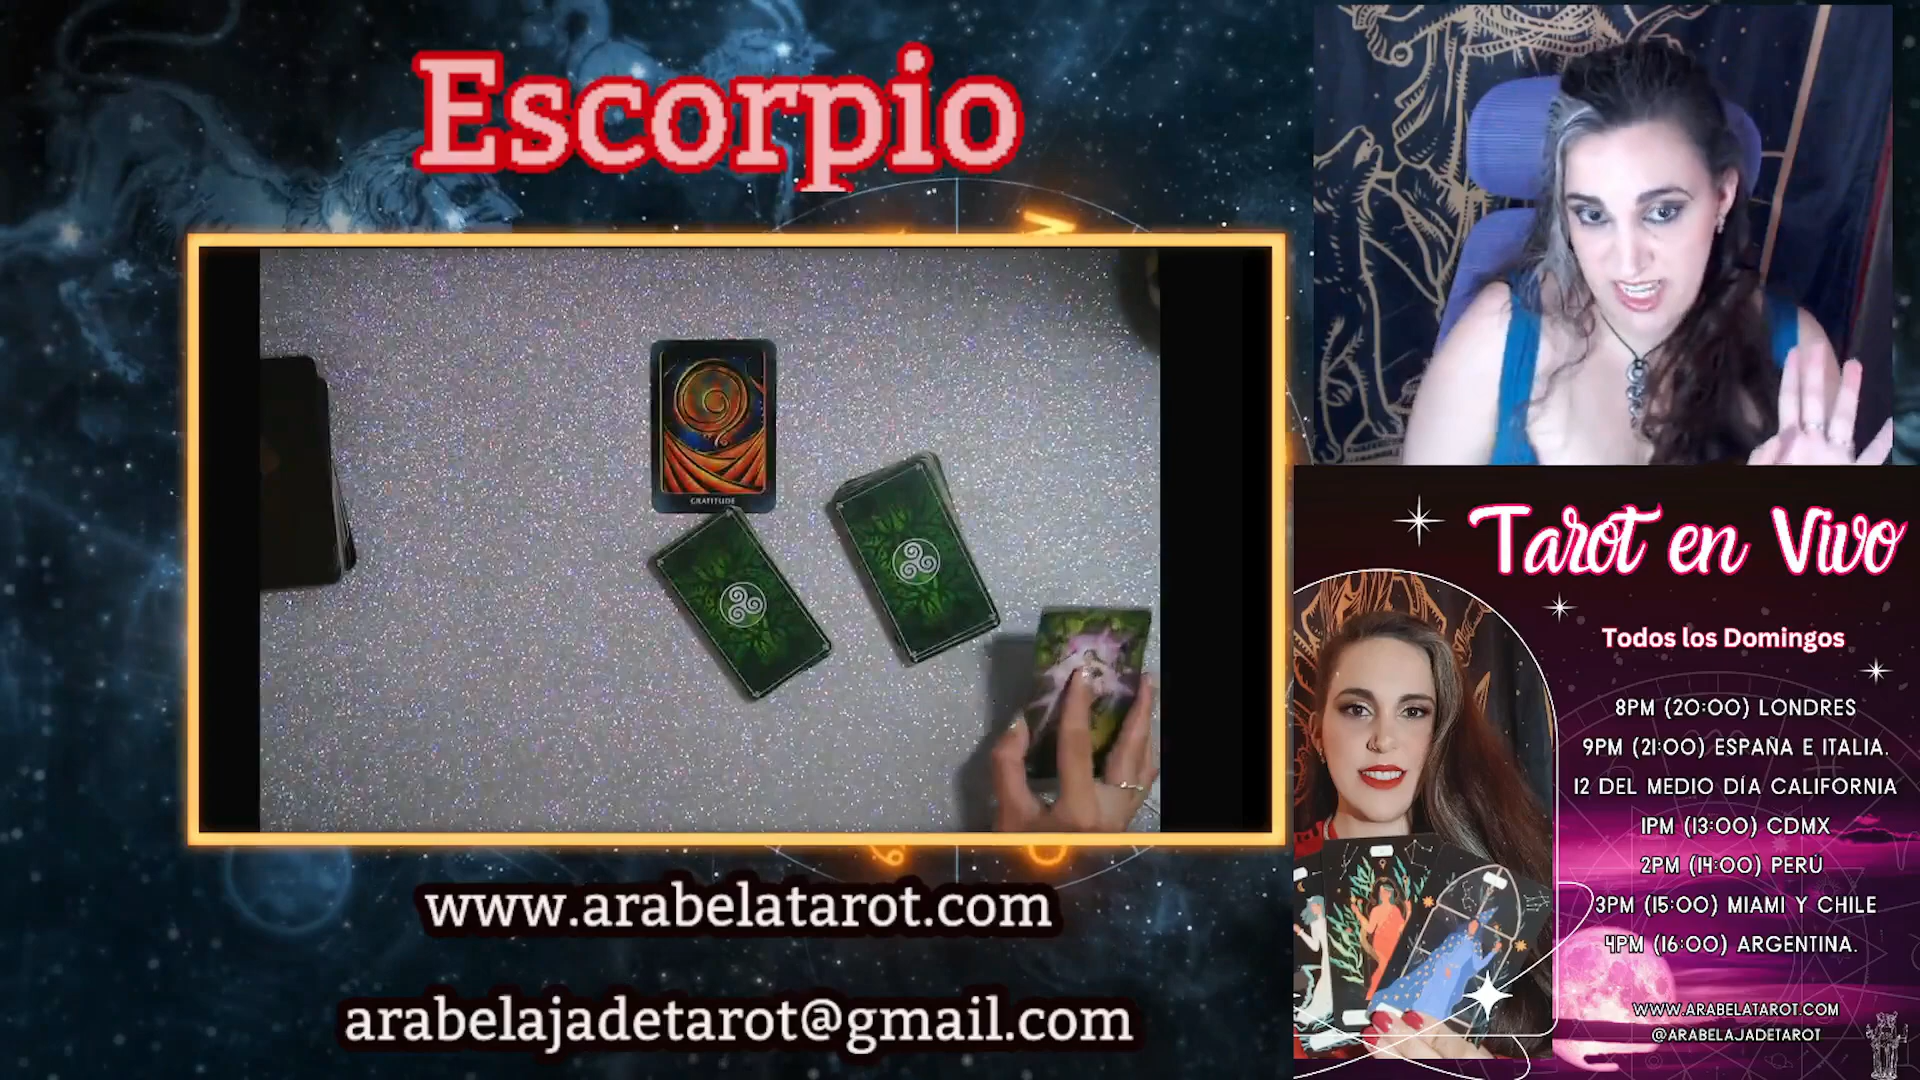 Escorpio
GRATITUDE
www.arabelatarot.com
arabelajadetarot@gmail.com
Tarot en Vivo
Todos los Domingos
8PM (20:00) LONDRES
9PM (21:00) ESPAÑA E ITALIA.
12 DEL MEDIO DÍA CALIFORNIA
1PM (13:00) CDMX
2PM (14:00) PERÚ
3PM (15:00) MIAMI Y CHILE
4PM (16:00) ARGENTINA.
WWW.ARABELATAROT.COM
@ARABELAJADETAROT